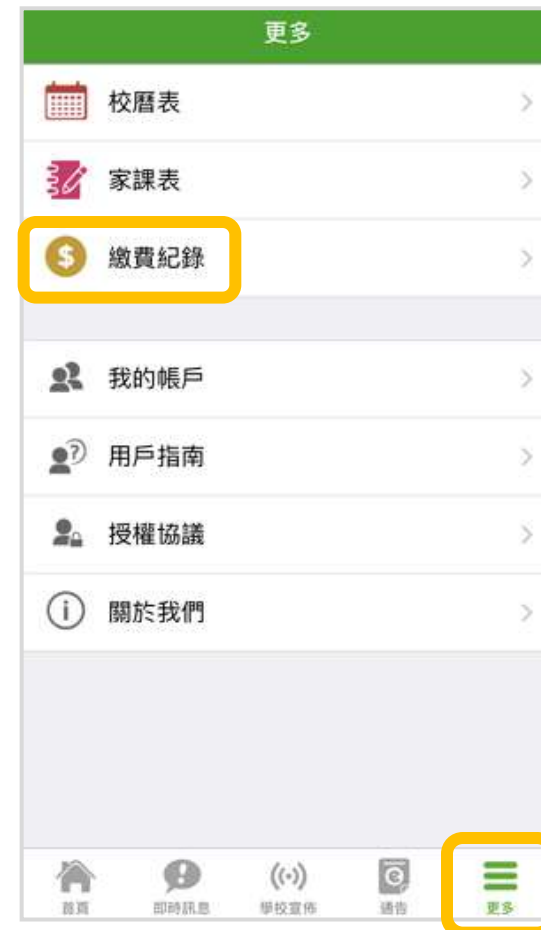 更多
校曆表
家課表
繳費紀錄
我的帳戶
用戶指南
授權協議
關於我們
首頁 即時訊息 學校宣佈 通告 更多